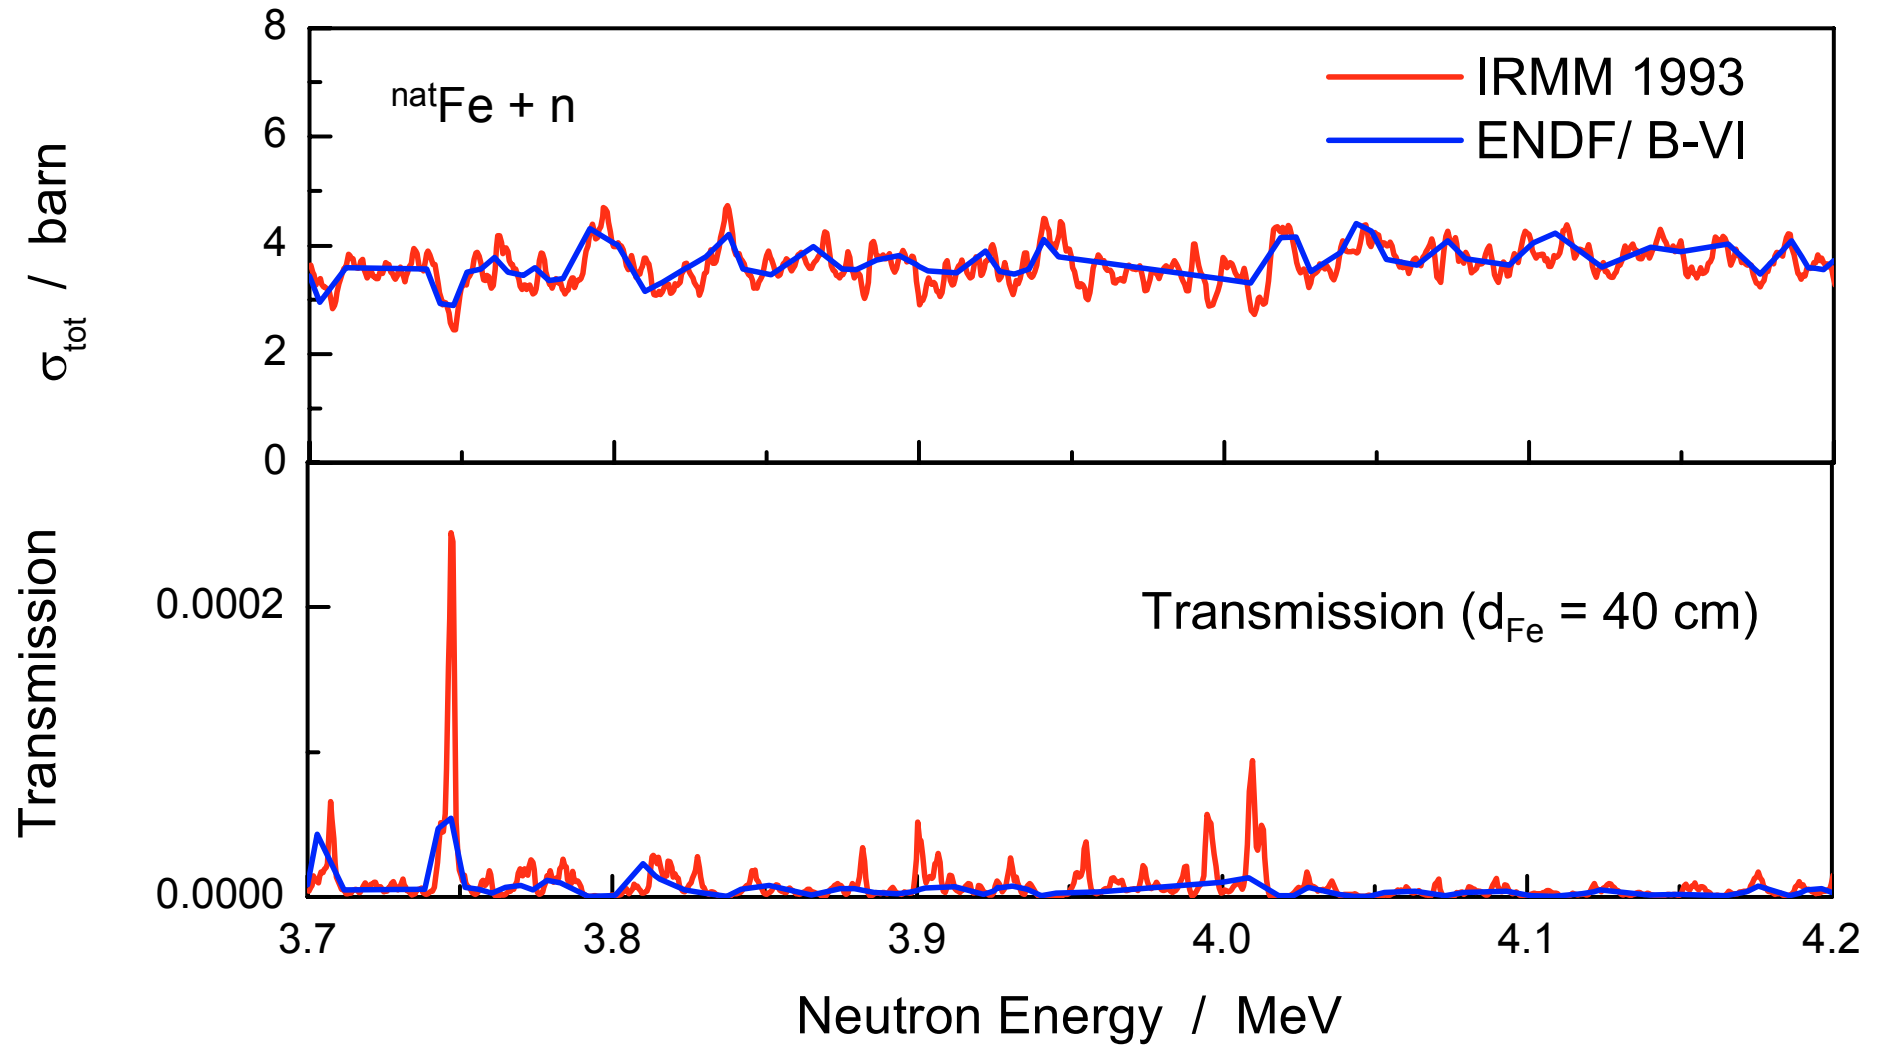 8
6
4
2
0
σtot / barn
natFe + n
IRMM 1993
ENDF/ B-VI
0.0002
0.0000
Transmission
Transmission (dFe = 40 cm)
3.7 3.8 3.9 4.0 4.1 4.2
Neutron Energy / MeV